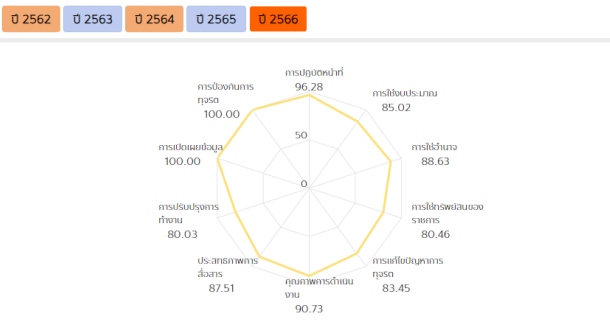 ปี 2562
ปี 2563
ปี 2564
ปี 2565
ปี 2566
การปฏิบัติหน้าที่
96.28
การใช้งบประมาณ
85.02
การใช้อำนาจ
88.63
การใช้ทรัพย์สินของ
ราชการ
80.46
การแก้ไขปัญหาการ
ทุจริต
83.45
คุณภาพการดำเนิน
งาน
90.73
ประสิทธิภาพการ
สื่อสาร
87.51
การปรับปรุงการ
ทำงาน
80.03
การเปิดเผยข้อมูล
100.00
การป้องกันการ
ทุจริต
100.00
50
0